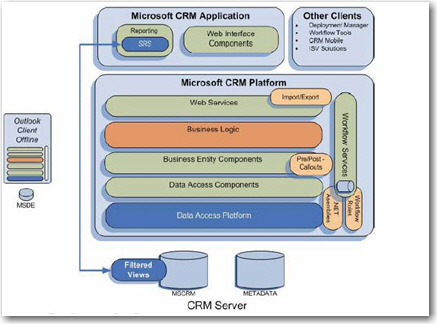 Microsoft CRM Application
Reporting
SRS
Web Interface
Components
Other Clients
• Deployment Manager
• Workflow Tools
• CRM Mobile
• ISV Solutions
Microsoft CRM Platform
Import/Export
Web Services
Business Logic
Business Entity Components
Pre/Post -
Callouts
Data Access Components
Data Access Platform
Workflow Services
.NET
Assemblies
Workflow
Rules
Outlook
Client
Offline
MSDE
Filtered
Views
MSCRM
METADATA
CRM Server